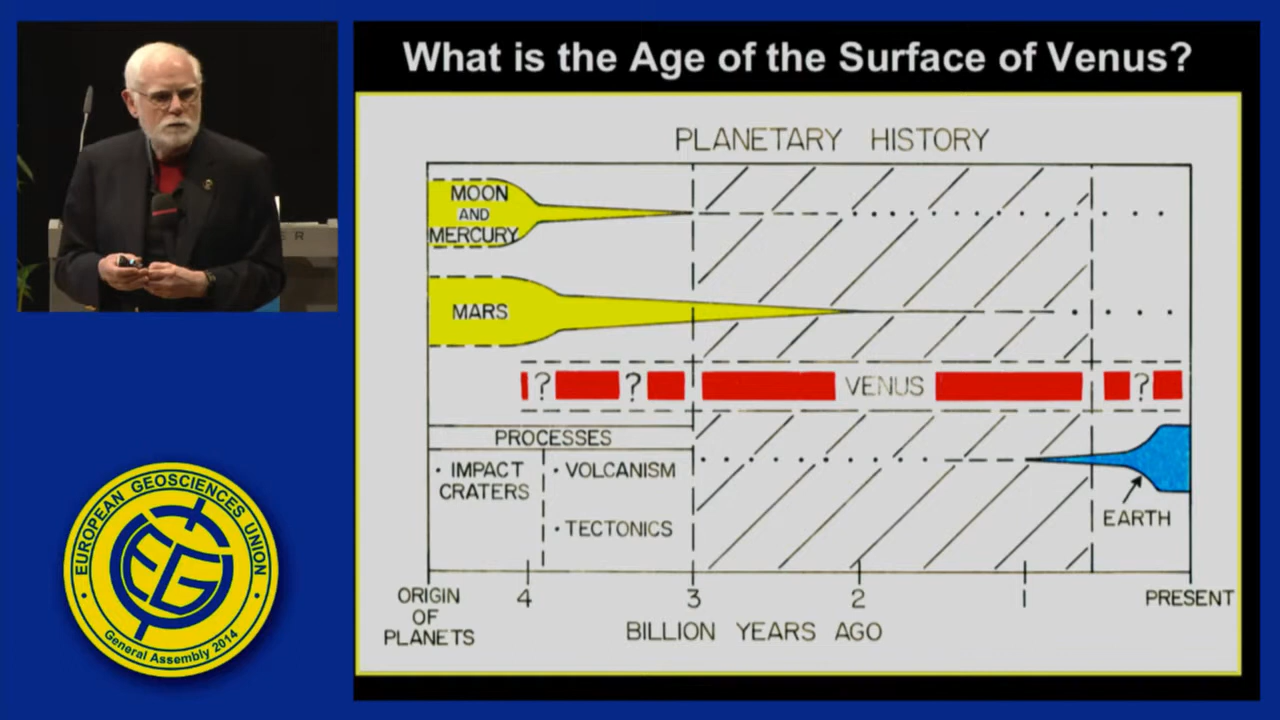 What is the Age of the Surface of Venus?
PLANETARY HISTORY
MOON
AND
MERCURY
MARS
? ? VENUS ?
PROCESSES
· IMPACT
CRATERS
· VOLCANISM
· TECTONICS
EARTH
ORIGIN
OF
PLANETS
4 3 2 1 PRESENT
BILLION YEARS AGO
EUROPEAN GEOSCIENCES UNION
EGU
General Assembly 2014